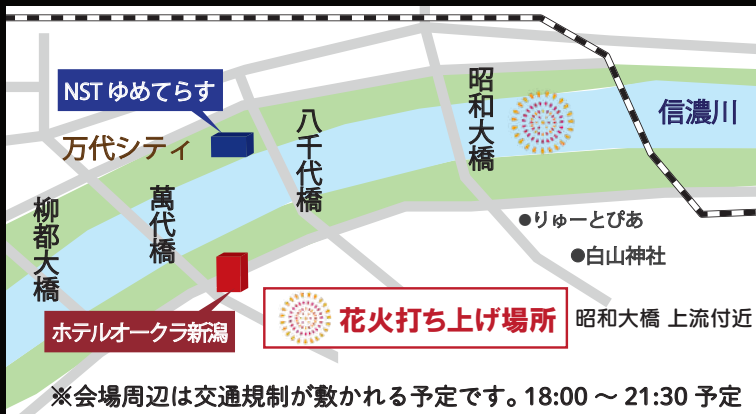 NST ゆめてらす
万代シティ
柳都大橋
萬代橋
八千代橋
昭和大橋
信濃川
●りゅーとぴあ
●白山神社
ホテルオークラ新潟
花火打ち上げ場所 昭和大橋 上流付近
※会場周辺は交通規制が敷かれる予定です。18:00 ～ 21:30 予定